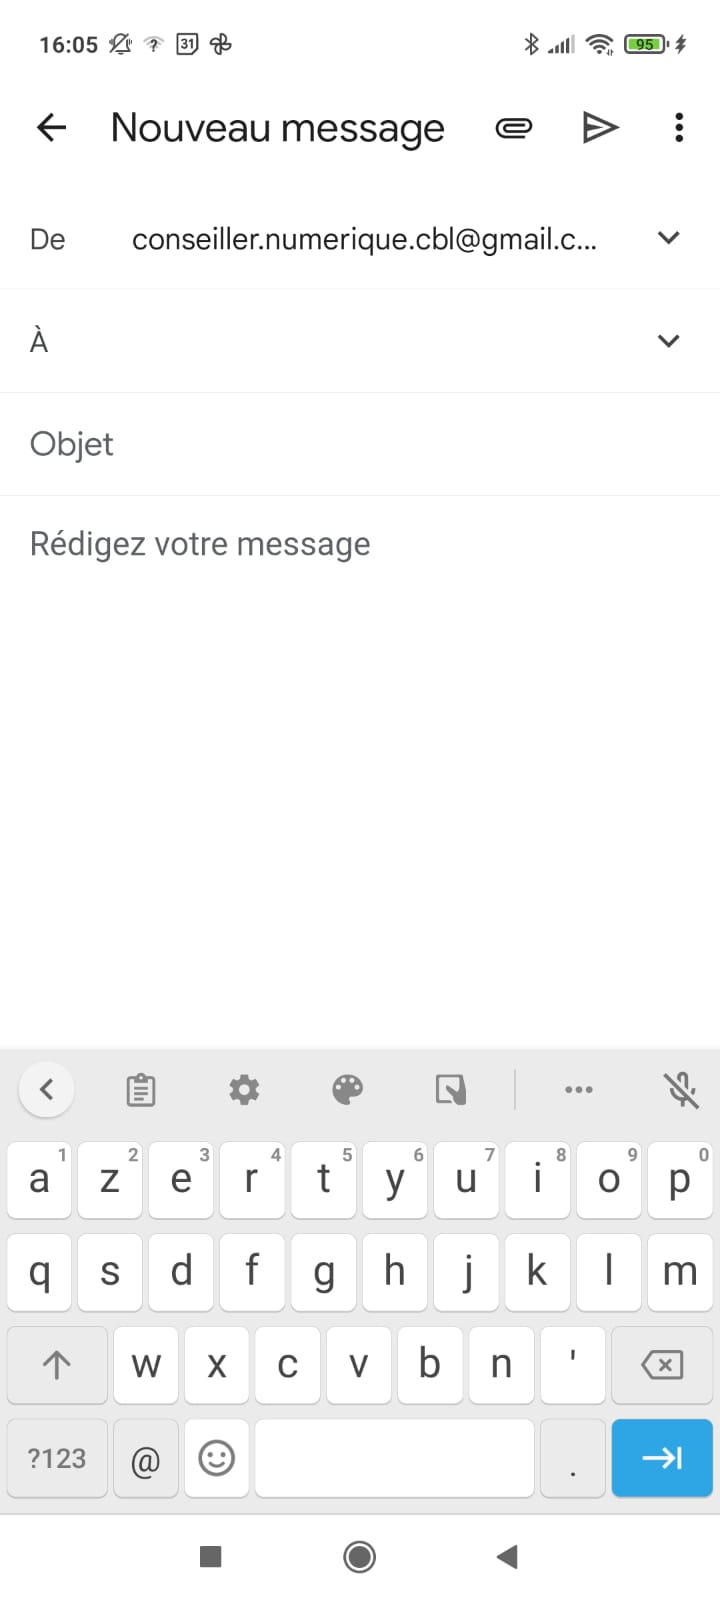 16:05 31 95
Nouveau message
De conseiller.numerique.cbl@gmail.c...
À
Objet
Rédigez votre message
1 2 3 4 5 6 7 8 9 0
a z e r t y u i o p
q s d f g h j k l m
w x c v b n '
?123 @ .